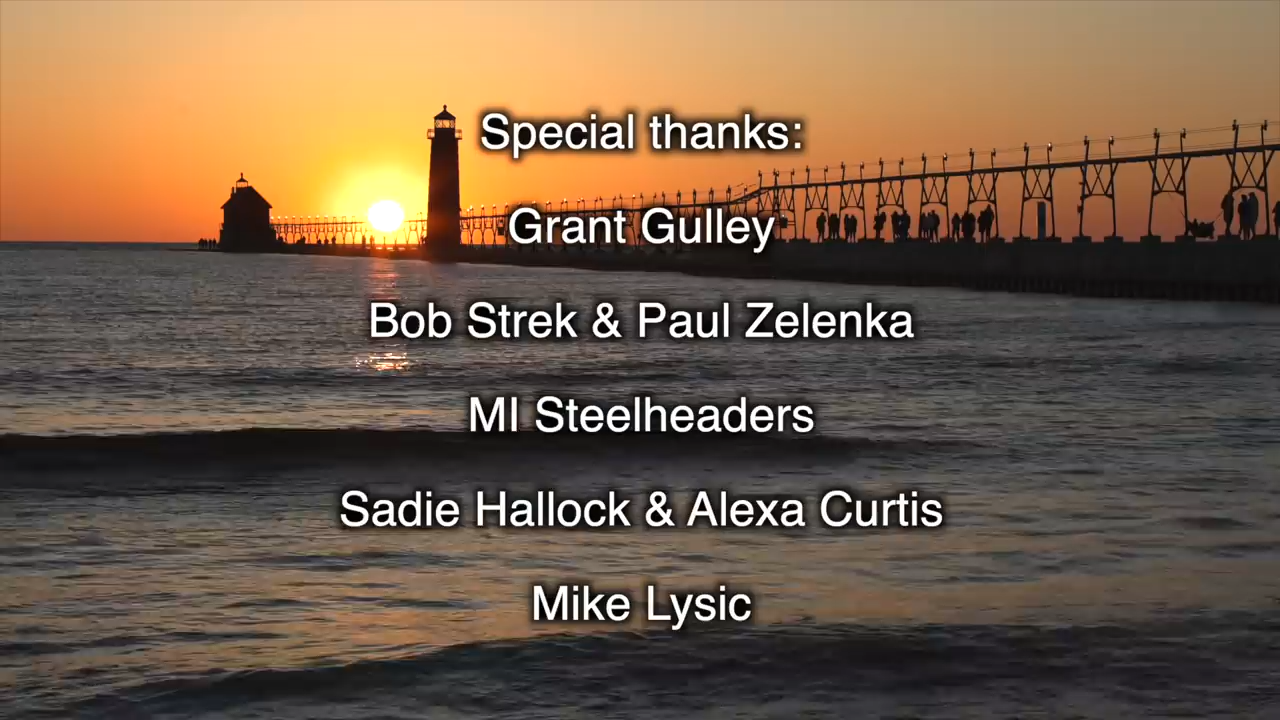 Special thanks:
Grant Gulley
Bob Strek & Paul Zelenka
MI Steelheaders
Sadie Hallock & Alexa Curtis
Mike Lysic